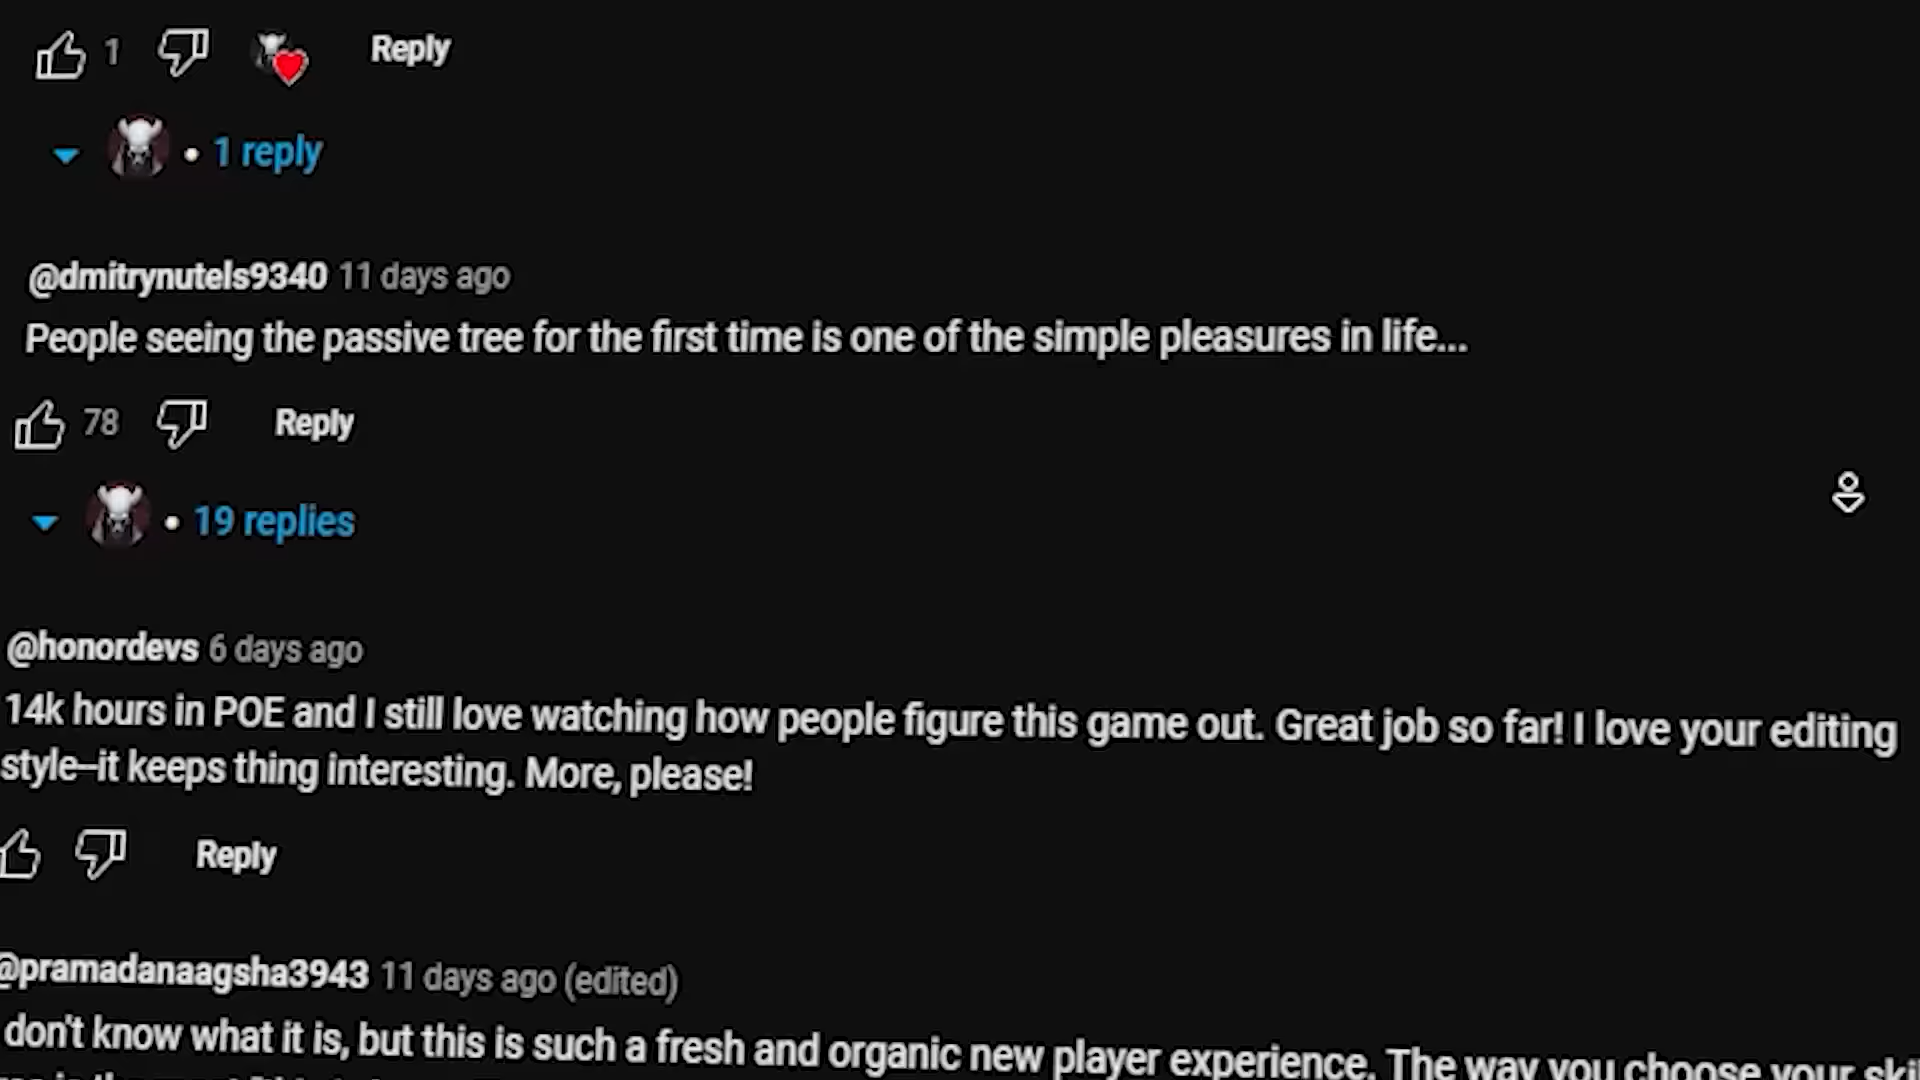 1 Reply
• 1 reply
@dmitrynutels9340 11 days ago
People seeing the passive tree for the first time is one of the simple pleasures in life...
78 Reply
• 19 replies
@honordevs 6 days ago
14k hours in POE and I still love watching how people figure this game out. Great job so far! I love your editing
style–it keeps thing interesting. More, please!
Reply
@pramadanaagsha3943 11 days ago (edited)
don't know what it is, but this is such a fresh and organic new player experience. The way you choose your